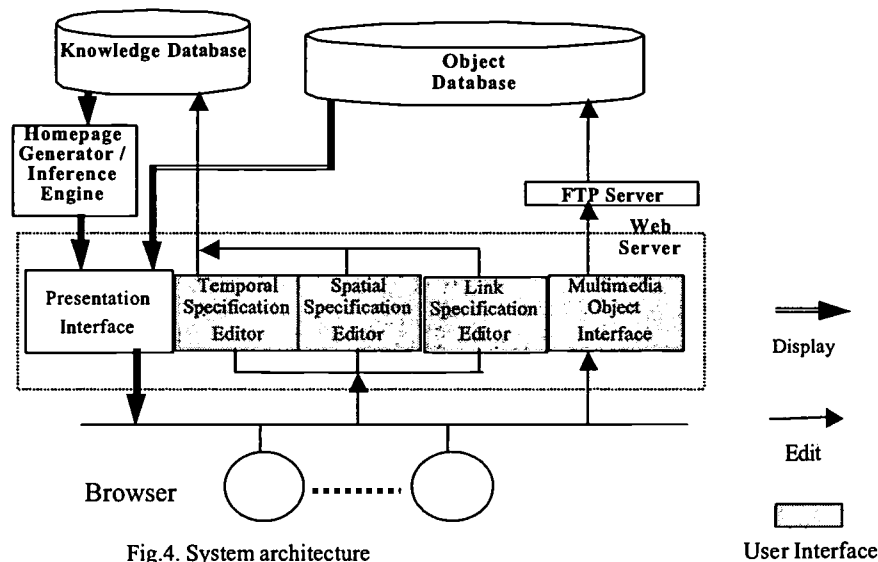 Knowledge Database
Object
Database
Homepage
Generator /
Inference
Engine
FTP Server
Web
Server
Presentation
Interface
Temporal
Specification
Editor
Spatial
Specification
Editor
Link
Specification
Editor
Multimedia
Object
Interface
Display
Edit
Browser
User Interface
Fig.4. System architecture